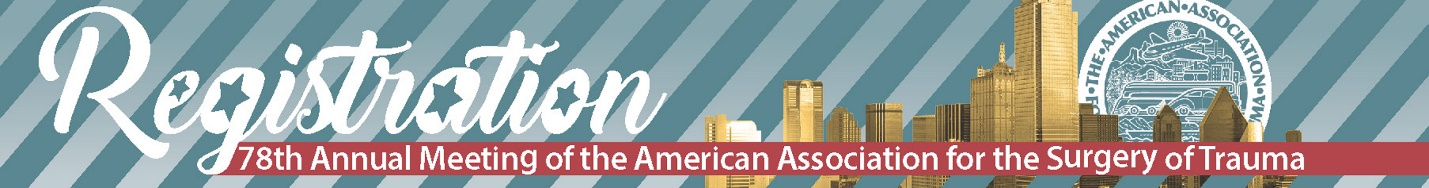 Registration
78th Annual Meeting of the American Association for the Surgery of Trauma
THE•AMERICAN•ASSOCIATION•